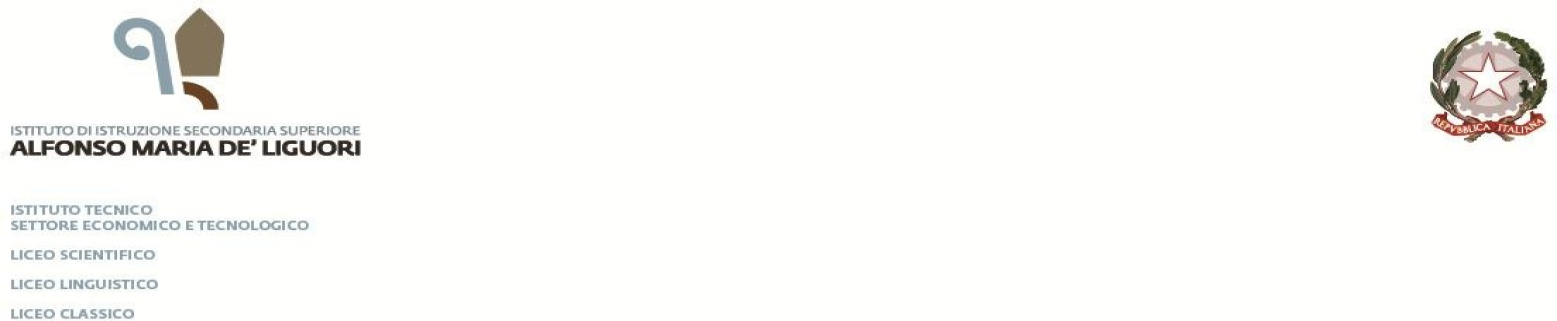 ISTITUTO DI ISTRUZIONE SECONDARIA SUPERIORE
ALFONSO MARIA DE' LIGUORI
REPVBBLICA ITALIANA
ISTITUTO TECNICO
SETTORE ECONOMICO E TECNOLOGICO
LICEO SCIENTIFICO
LICEO LINGUISTICO
LICEO CLASSICO